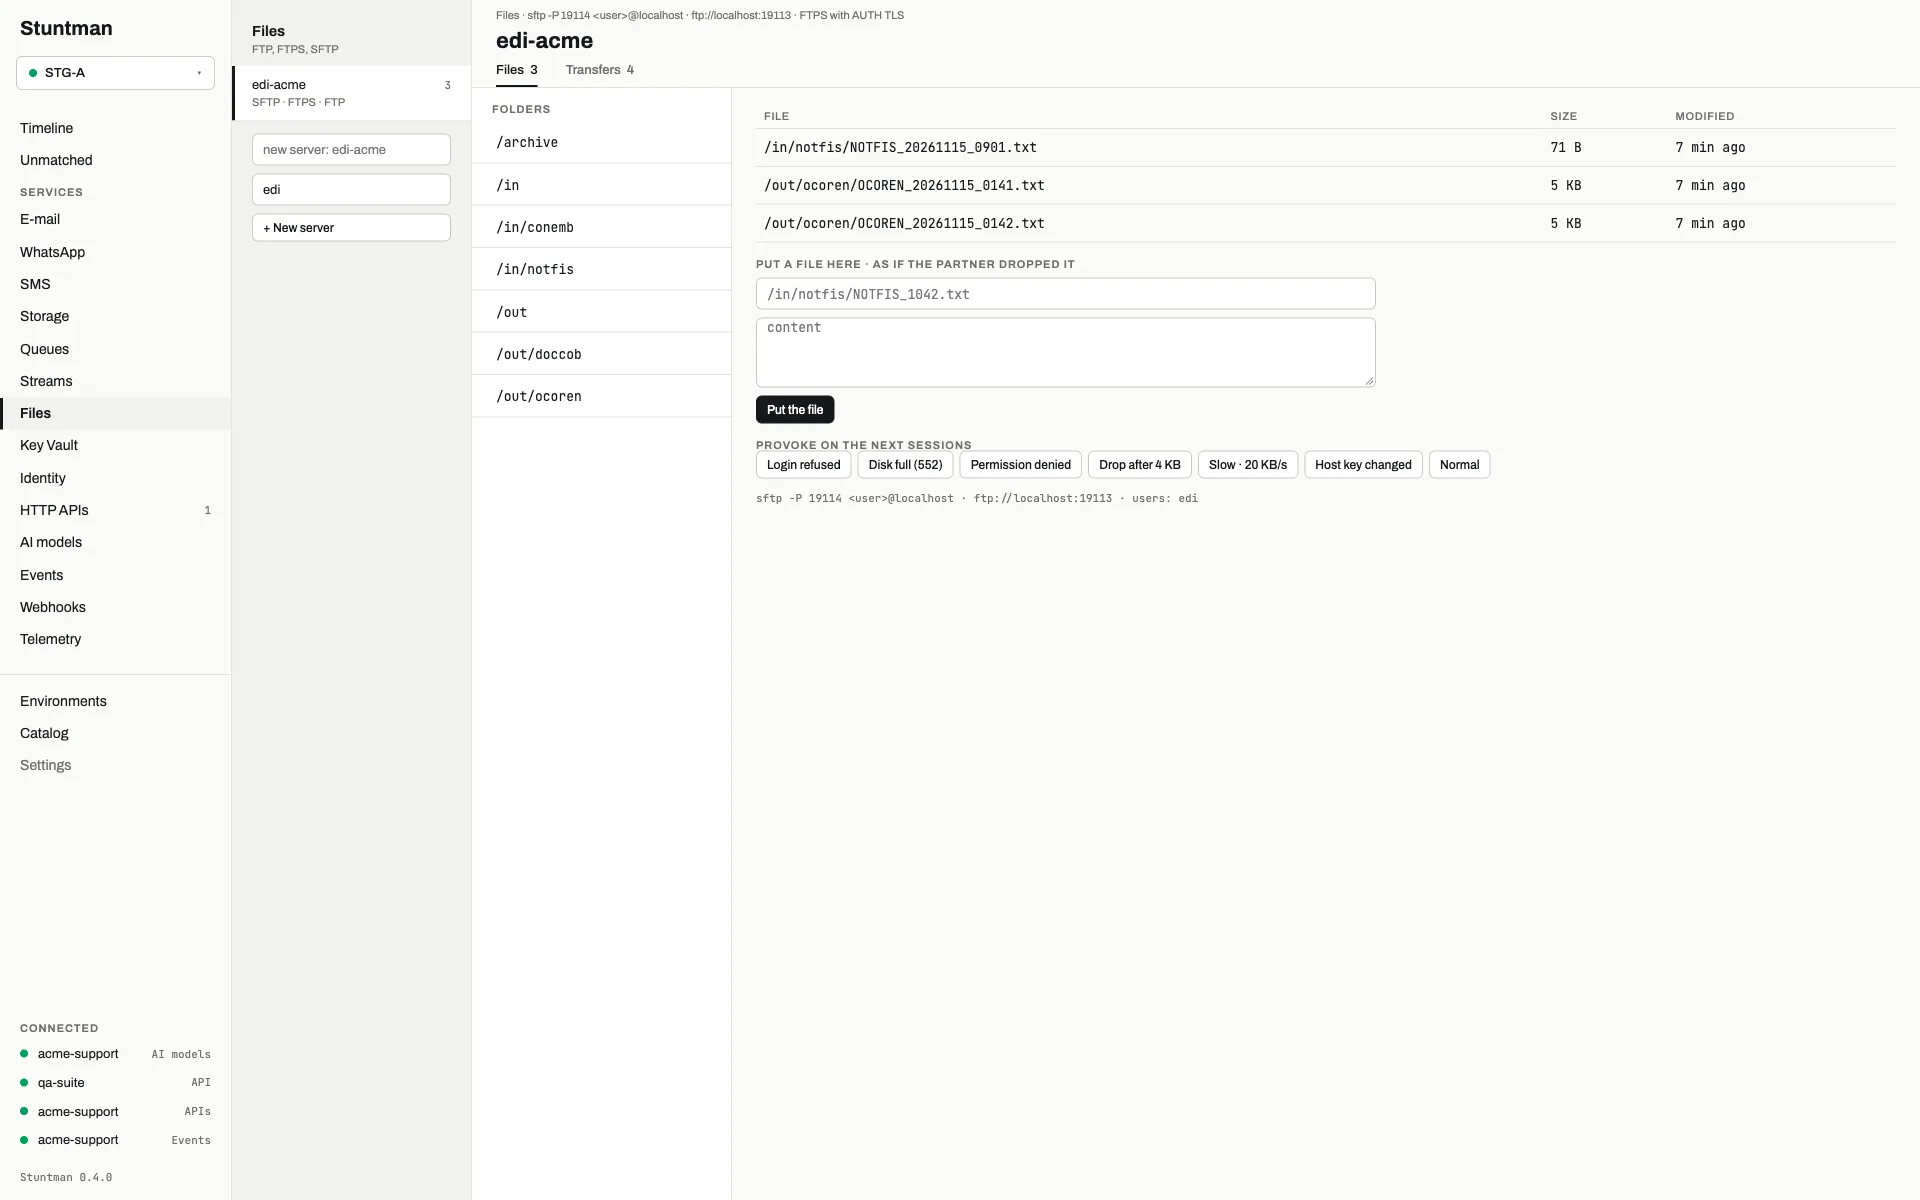 Stuntman
STG-A
Timeline
Unmatched
SERVICES
E-mail
WhatsApp
SMS
Storage
Queues
Streams
Files
Key Vault
Identity
HTTP APIs 1
AI models
Events
Webhooks
Telemetry
Environments
Catalog
Settings
CONNECTED
acme-support AI models
qa-suite API
acme-support APIs
acme-support Events
Stuntman 0.4.0
Files
FTP, FTPS, SFTP
edi-acme 3
SFTP · FTPS · FTP
new server: edi-acme
edi
+ New server
Files · sftp -P 19114 <user>@localhost · ftp://localhost:19113 · FTPS with AUTH TLS
edi-acme
Files 3 Transfers 4
FOLDERS
/archive
/in
/in/conemb
/in/notfis
/out
/out/doccob
/out/ocoren
FILE SIZE MODIFIED
/in/notfis/NOTFIS_20261115_0901.txt 71 B 7 min ago
/out/ocoren/OCOREN_20261115_0141.txt 5 KB 7 min ago
/out/ocoren/OCOREN_20261115_0142.txt 5 KB 7 min ago
PUT A FILE HERE · AS IF THE PARTNER DROPPED IT
/in/notfis/NOTFIS_1042.txt
content
Put the file
PROVOKE ON THE NEXT SESSIONS
Login refused Disk full (552) Permission denied Drop after 4 KB Slow · 20 KB/s Host key changed Normal
sftp -P 19114 <user>@localhost · ftp://localhost:19113 · users: edi